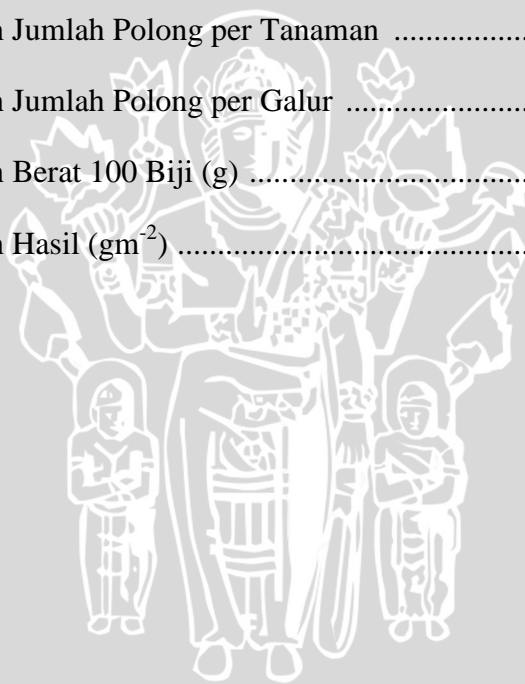 Jumlah Polong per Tanaman ..................
Jumlah Polong per Galur ........................
Berat 100 Biji (g) ....................................
Hasil (gm⁻²) .............................................